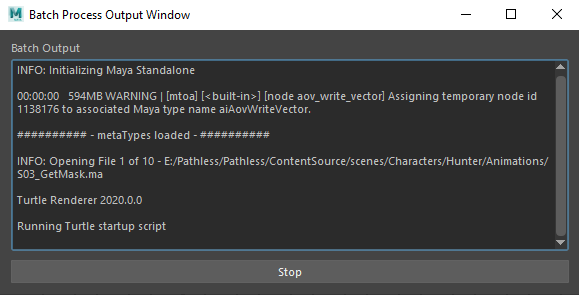 Batch Process Output Window
Batch Output
INFO: Initializing Maya Standalone
00:00:00   594MB WARNING | [mtoa] [<built-in>] [node aov_write_vector] Assigning temporary node id
1138176 to associated Maya type name aiAovWriteVector.
########## - metaTypes loaded - ##########
INFO: Opening File 1 of 10 - E:/Pathless/Pathless/ContentSource/scenes/Characters/Hunter/Animations/
S03_GetMask.ma
Turtle Renderer 2020.0.0
Running Turtle startup script
Stop